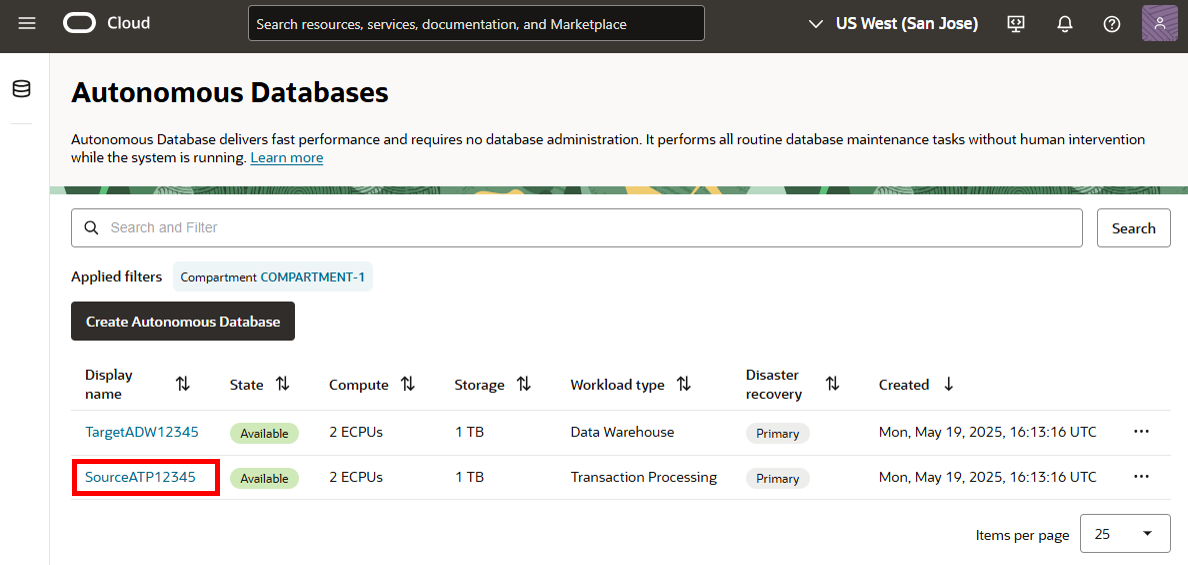 Cloud
Search resources, services, documentation, and Marketplace
US West (San Jose)
Autonomous Databases
Autonomous Database delivers fast performance and requires no database administration. It performs all routine database maintenance tasks without human intervention
while the system is running. Learn more
Search and Filter
Search
Applied filters
Compartment COMPARTMENT-1
Create Autonomous Database
Display name State Compute Storage Workload type Disaster recovery Created
TargetADW12345 Available 2 ECPUs 1 TB Data Warehouse Primary Mon, May 19, 2025, 16:13:16 UTC
SourceATP12345 Available 2 ECPUs 1 TB Transaction Processing Primary Mon, May 19, 2025, 16:13:16 UTC
Items per page 25